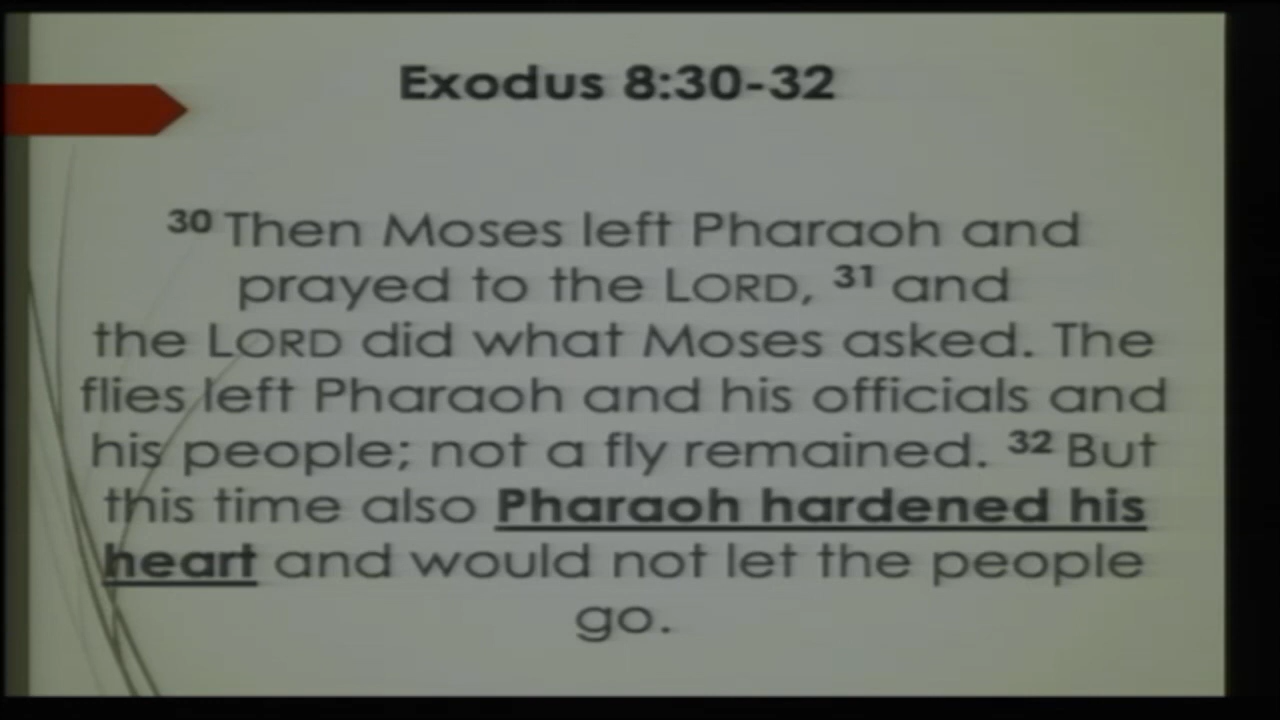 Exodus 8:30-32
30 Then Moses left Pharaoh and
prayed to the LORD, 31 and
the LORD did what Moses asked. The
flies left Pharaoh and his officials and
his people; not a fly remained. 32 But
this time also Pharaoh hardened his
heart and would not let the people
go.